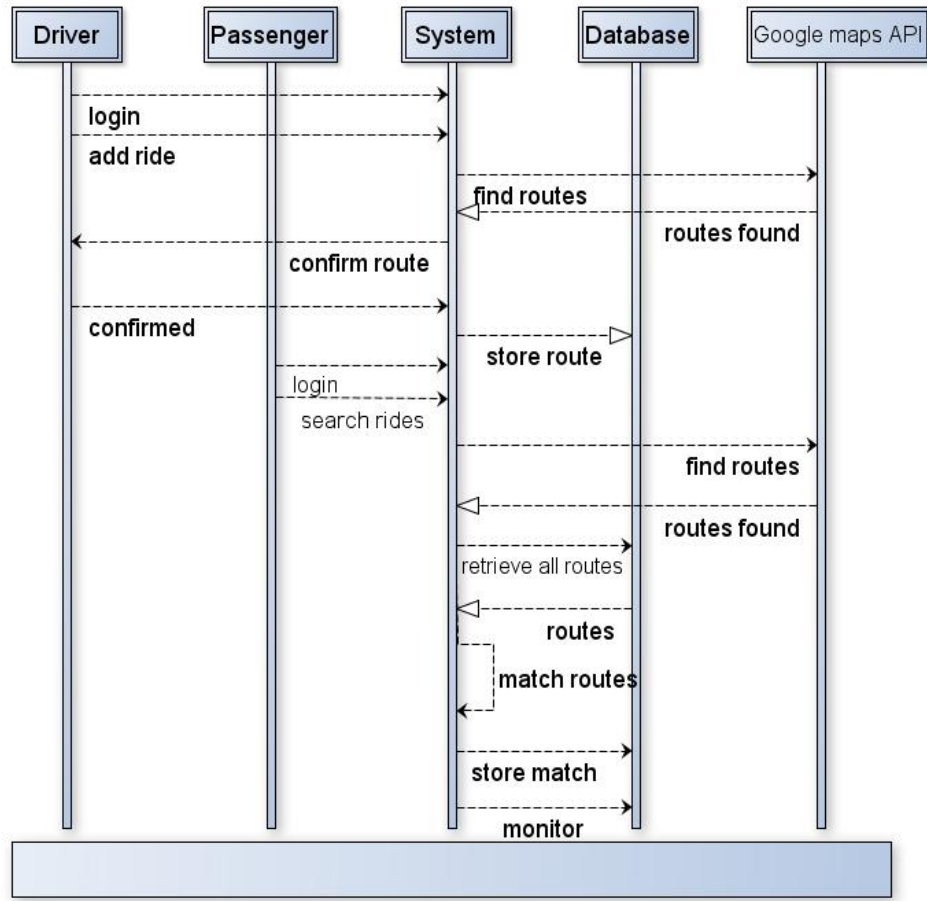 Driver
Passenger
System
Database
Google maps API
login
add ride
find routes
routes found
confirm route
confirmed
store route
login
search rides
find routes
routes found
retrieve all routes
routes
match routes
store match
monitor